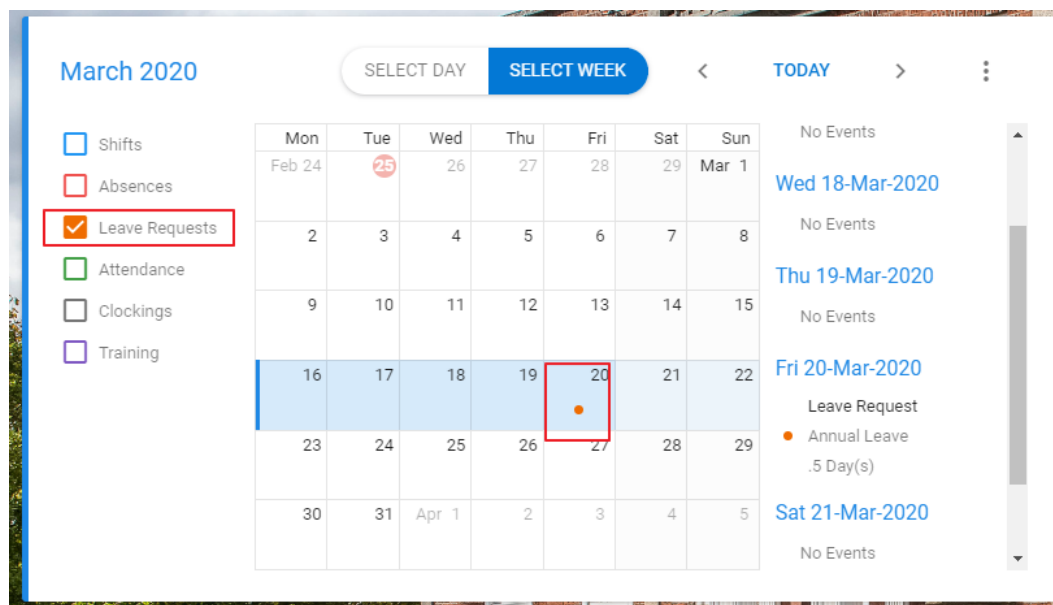 March 2020
SELECT DAY SELECT WEEK < TODAY >
Shifts
Absences
Leave Requests
Attendance
Clockings
Training
Mon Tue Wed Thu Fri Sat Sun
Feb 24 25 26 27 28 29 Mar 1
2 3 4 5 6 7 8
9 10 11 12 13 14 15
16 17 18 19 20 21 22
23 24 25 26 27 28 29
30 31 Apr 1 2 3 4 5
No Events
Wed 18-Mar-2020
No Events
Thu 19-Mar-2020
No Events
Fri 20-Mar-2020
Leave Request
Annual Leave
.5 Day(s)
Sat 21-Mar-2020
No Events